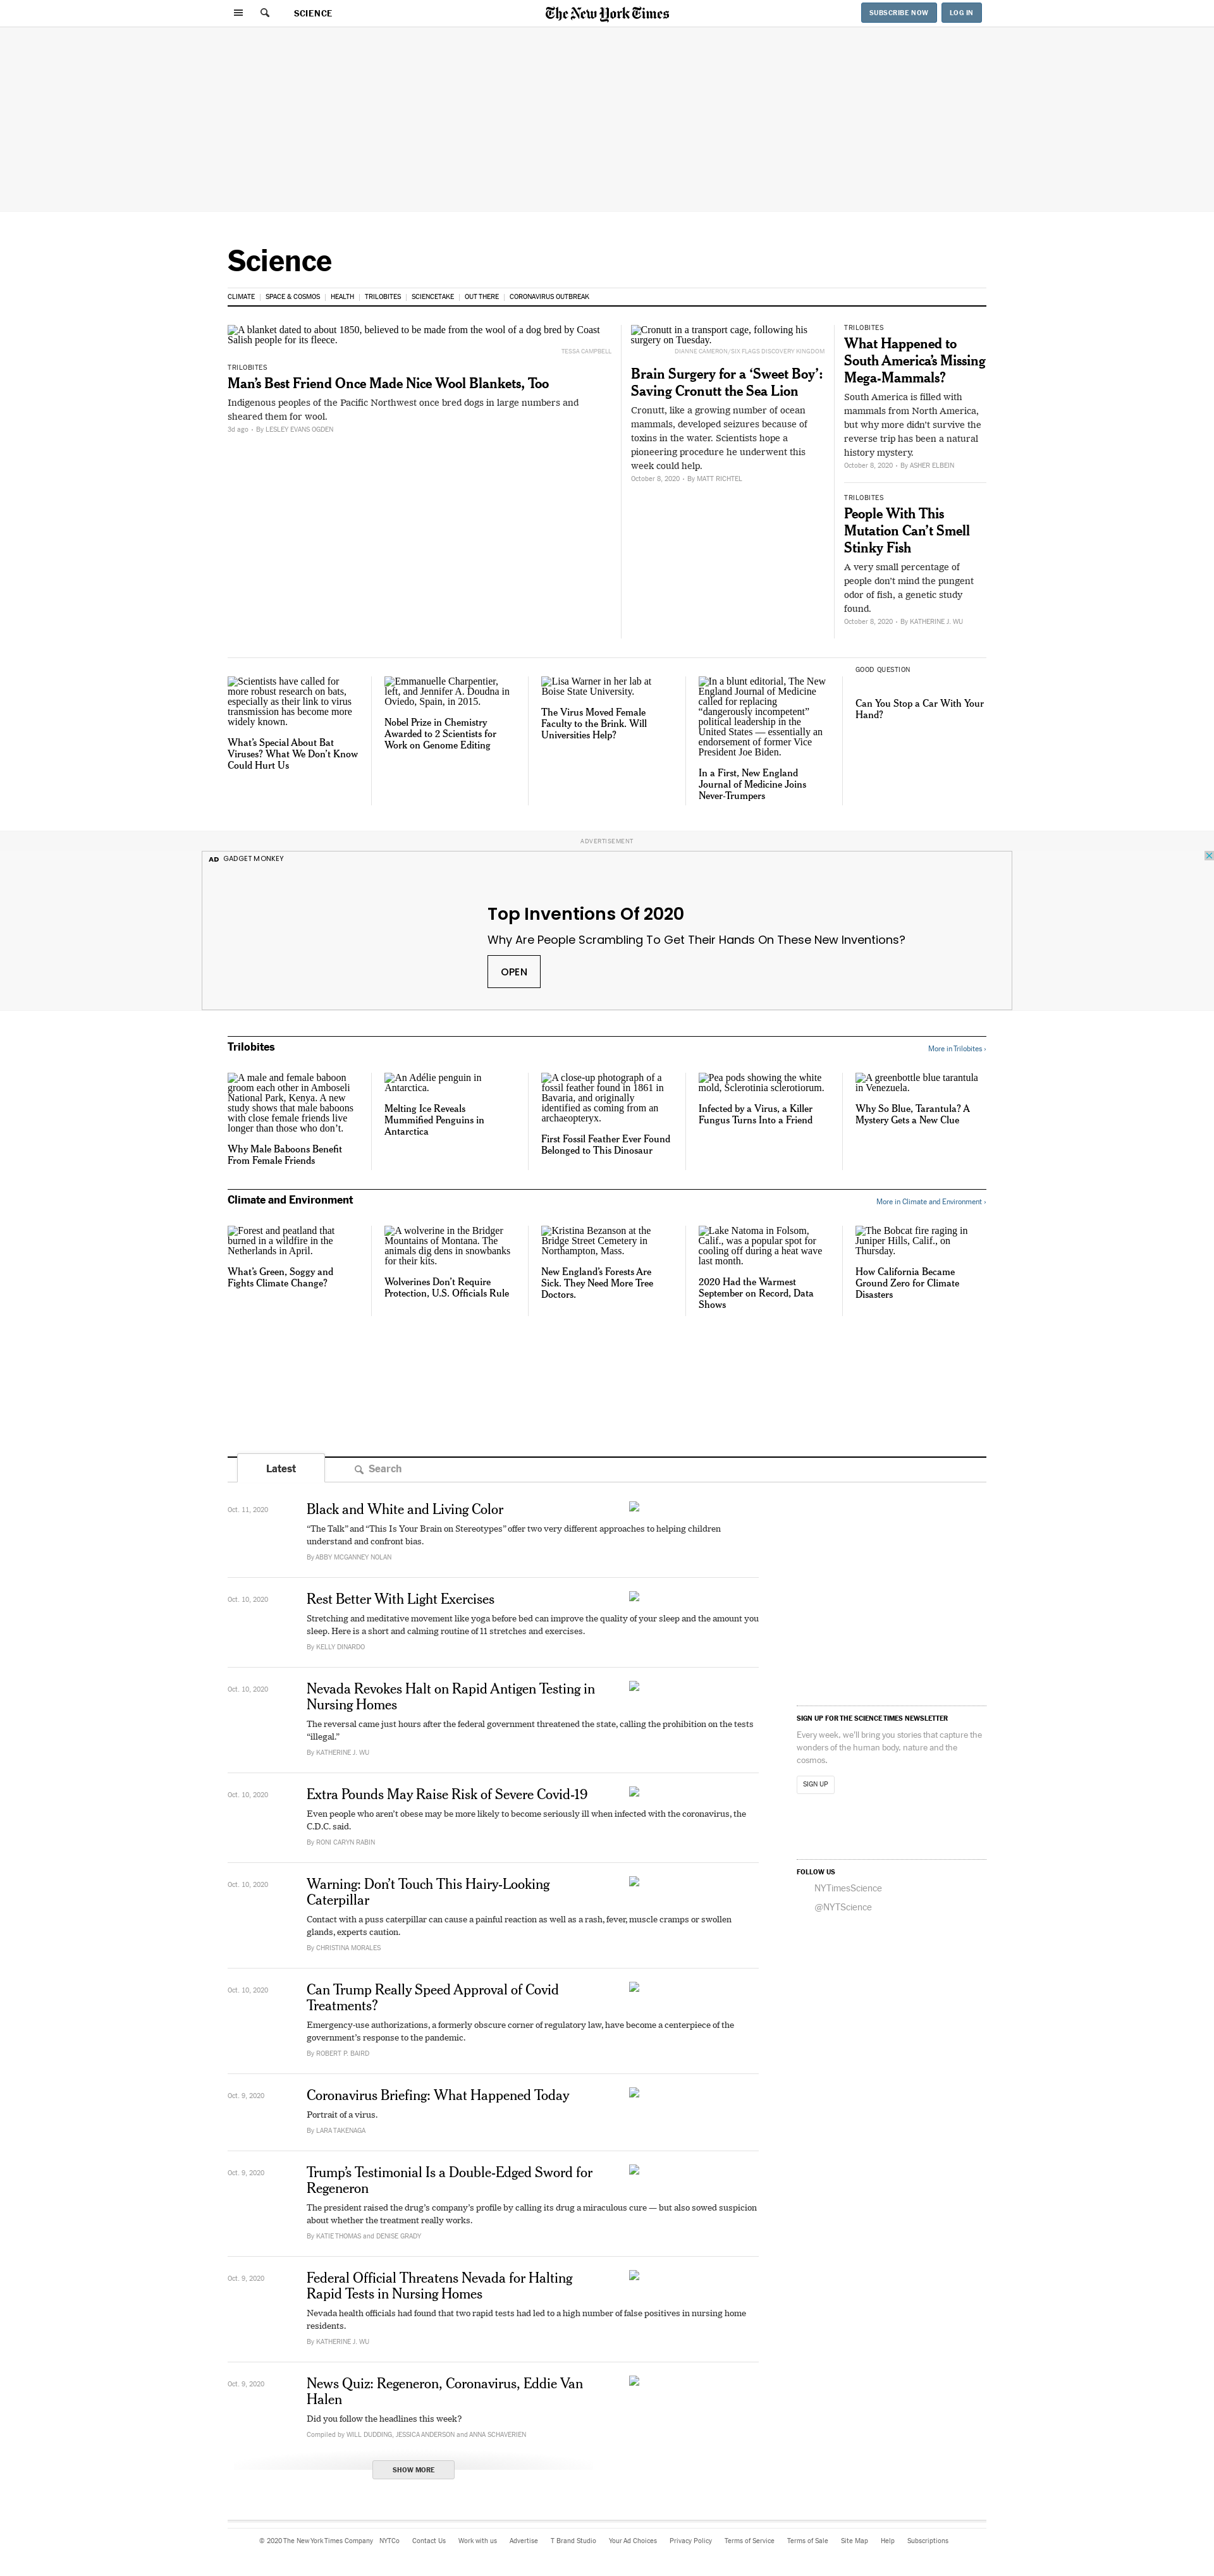 SCIENCE
The New York Times
SUBSCRIBE NOW
LOG IN
Science
CLIMATE
SPACE & COSMOS
HEALTH
TRILOBITES
SCIENCETAKE
OUT THERE
CORONAVIRUS OUTBREAK
A blanket dated to about 1850, believed to be made from the wool of a dog bred by Coast
Salish people for its fleece.
TESSA CAMPBELL
TRILOBITES
Man’s Best Friend Once Made Nice Wool Blankets, Too
Indigenous peoples of the Pacific Northwest once bred dogs in large numbers and
sheared them for wool.
3d ago • By LESLEY EVANS OGDEN
Cronutt in a transport cage, following his
surgery on Tuesday.
DIANNE CAMERON/SIX FLAGS DISCOVERY KINGDOM
Brain Surgery for a ‘Sweet Boy’:
Saving Cronutt the Sea Lion
Cronutt, like a growing number of ocean
mammals, developed seizures because of
toxins in the water. Scientists hope a
pioneering procedure he underwent this
week could help.
October 8, 2020 • By MATT RICHTEL
TRILOBITES
What Happened to
South America’s Missing
Mega-Mammals?
South America is filled with
mammals from North America,
but why more didn’t survive the
reverse trip has been a natural
history mystery.
October 8, 2020 • By ASHER ELBEIN
TRILOBITES
People With This
Mutation Can’t Smell
Stinky Fish
A very small percentage of
people don’t mind the pungent
odor of fish, a genetic study
found.
October 8, 2020 • By KATHERINE J. WU
Scientists have called for
more robust research on bats,
especially as their link to virus
transmission has become more
widely known.
What’s Special About Bat
Viruses? What We Don’t Know
Could Hurt Us
Emmanuelle Charpentier,
left, and Jennifer A. Doudna in
Oviedo, Spain, in 2015.
Nobel Prize in Chemistry
Awarded to 2 Scientists for
Work on Genome Editing
Lisa Warner in her lab at
Boise State University.
The Virus Moved Female
Faculty to the Brink. Will
Universities Help?
In a blunt editorial, The New
England Journal of Medicine
called for replacing
“dangerously incompetent”
political leadership in the
United States — essentially an
endorsement of former Vice
President Joe Biden.
In a First, New England
Journal of Medicine Joins
Never-Trumpers
GOOD QUESTION
Can You Stop a Car With Your
Hand?
ADVERTISEMENT
AD GADGET MONKEY
Top Inventions Of 2020
Why Are People Scrambling To Get Their Hands On These New Inventions?
OPEN
Trilobites
More in Trilobites ›
A male and female baboon
groom each other in Amboseli
National Park, Kenya. A new
study shows that male baboons
with close female friends live
longer than those who don’t.
Why Male Baboons Benefit
From Female Friends
An Adélie penguin in
Antarctica.
Melting Ice Reveals
Mummified Penguins in
Antarctica
A close-up photograph of a
fossil feather found in 1861 in
Bavaria, and originally
identified as coming from an
archaeopteryx.
First Fossil Feather Ever Found
Belonged to This Dinosaur
Pea pods showing the white
mold, Sclerotinia sclerotiorum.
Infected by a Virus, a Killer
Fungus Turns Into a Friend
A greenbottle blue tarantula
in Venezuela.
Why So Blue, Tarantula? A
Mystery Gets a New Clue
Climate and Environment
More in Climate and Environment ›
Forest and peatland that
burned in a wildfire in the
Netherlands in April.
What’s Green, Soggy and
Fights Climate Change?
A wolverine in the Bridger
Mountains of Montana. The
animals dig dens in snowbanks
for their kits.
Wolverines Don’t Require
Protection, U.S. Officials Rule
Kristina Bezanson at the
Bridge Street Cemetery in
Northampton, Mass.
New England’s Forests Are
Sick. They Need More Tree
Doctors.
Lake Natoma in Folsom,
Calif., was a popular spot for
cooling off during a heat wave
last month.
2020 Had the Warmest
September on Record, Data
Shows
The Bobcat fire raging in
Juniper Hills, Calif., on
Thursday.
How California Became
Ground Zero for Climate
Disasters
Latest
Search
Oct. 11, 2020
Black and White and Living Color
“The Talk” and “This Is Your Brain on Stereotypes” offer two very different approaches to helping children
understand and confront bias.
By ABBY MCGANNEY NOLAN
Oct. 10, 2020
Rest Better With Light Exercises
Stretching and meditative movement like yoga before bed can improve the quality of your sleep and the amount you
sleep. Here is a short and calming routine of 11 stretches and exercises.
By KELLY DINARDO
Oct. 10, 2020
Nevada Revokes Halt on Rapid Antigen Testing in
Nursing Homes
The reversal came just hours after the federal government threatened the state, calling the prohibition on the tests
“illegal.”
By KATHERINE J. WU
Oct. 10, 2020
Extra Pounds May Raise Risk of Severe Covid-19
Even people who aren’t obese may be more likely to become seriously ill when infected with the coronavirus, the
C.D.C. said.
By RONI CARYN RABIN
Oct. 10, 2020
Warning: Don’t Touch This Hairy-Looking
Caterpillar
Contact with a puss caterpillar can cause a painful reaction as well as a rash, fever, muscle cramps or swollen
glands, experts caution.
By CHRISTINA MORALES
Oct. 10, 2020
Can Trump Really Speed Approval of Covid
Treatments?
Emergency-use authorizations, a formerly obscure corner of regulatory law, have become a centerpiece of the
government’s response to the pandemic.
By ROBERT P. BAIRD
Oct. 9, 2020
Coronavirus Briefing: What Happened Today
Portrait of a virus.
By LARA TAKENAGA
Oct. 9, 2020
Trump’s Testimonial Is a Double-Edged Sword for
Regeneron
The president raised the drug’s company’s profile by calling its drug a miraculous cure — but also sowed suspicion
about whether the treatment really works.
By KATIE THOMAS and DENISE GRADY
Oct. 9, 2020
Federal Official Threatens Nevada for Halting
Rapid Tests in Nursing Homes
Nevada health officials had found that two rapid tests had led to a high number of false positives in nursing home
residents.
By KATHERINE J. WU
Oct. 9, 2020
News Quiz: Regeneron, Coronavirus, Eddie Van
Halen
Did you follow the headlines this week?
Compiled by WILL DUDDING, JESSICA ANDERSON and ANNA SCHAVERIEN
SHOW MORE
SIGN UP FOR THE SCIENCE TIMES NEWSLETTER
Every week, we’ll bring you stories that capture the
wonders of the human body, nature and the
cosmos.
SIGN UP
FOLLOW US
NYTimesScience
@NYTScience
© 2020 The New York Times Company
NYTCo
Contact Us
Work with us
Advertise
T Brand Studio
Your Ad Choices
Privacy Policy
Terms of Service
Terms of Sale
Site Map
Help
Subscriptions